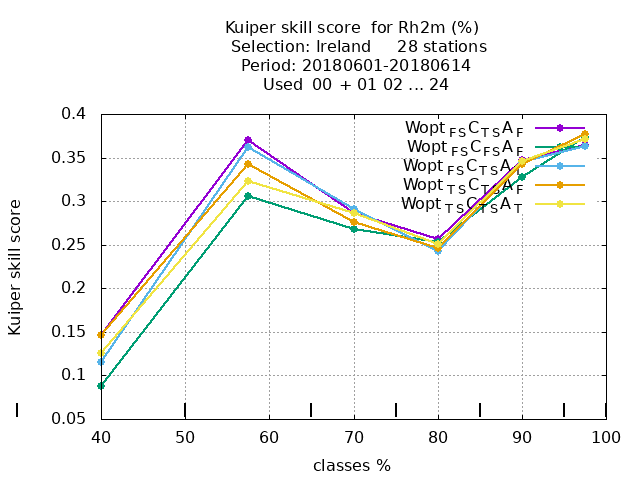 Kuiper skill score  for Rh2m (%)
Selection: Ireland     28 stations
Period: 20180601-20180614
Used  00 + 01 02 ... 24
Wopt FS C TS A F
Wopt FS C FS A F
Wopt FS C TS A T
Wopt TS C TS A F
Wopt TS C TS A T
Kuiper skill score
0.4
0.35
0.3
0.25
0.2
0.15
0.1
0.05
40 50 60 70 80 90 100
classes %